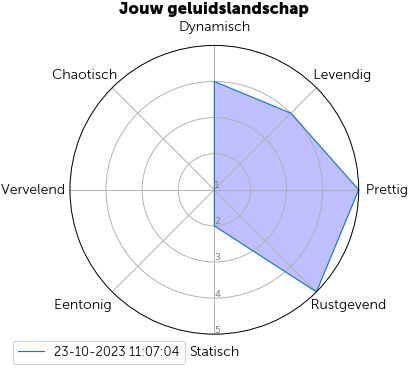 Jouw geluidslandschap
Dynamisch
Chaotisch
Levendig
Vervelend
1
Prettig
2
3
4
Eentonig
Rustgevend
5
23-10-2023 11:07:04
Statisch